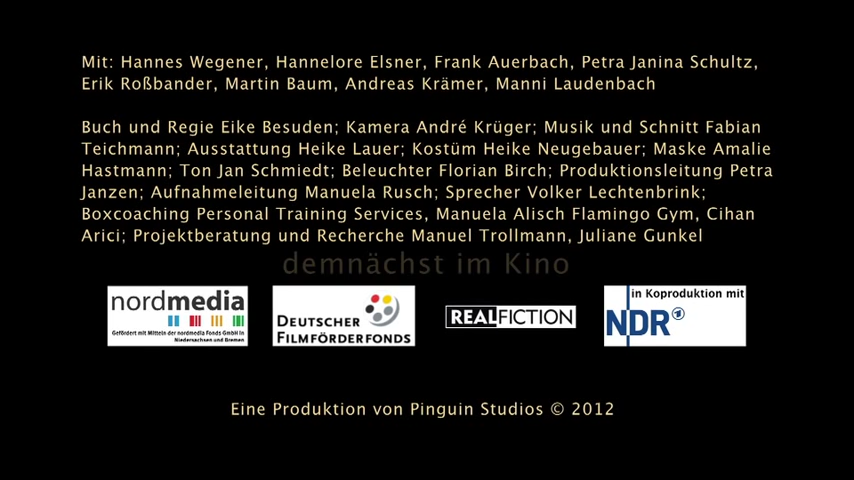 Mit: Hannes Wegener, Hannelore Elsner, Frank Auerbach, Petra Janina Schultz,
Erik Roßbander, Martin Baum, Andreas Krämer, Manni Laudenbach
Buch und Regie Eike Besuden; Kamera André Krüger; Musik und Schnitt Fabian
Teichmann; Ausstattung Heike Lauer; Kostüm Heike Neugebauer; Maske Amalie
Hastmann; Ton Jan Schmiedt; Beleuchter Florian Birch; Produktionsleitung Petra
Janzen; Aufnahmeleitung Manuela Rusch; Sprecher Volker Lechtenbrink;
Boxcoaching Personal Training Services, Manuela Alisch Flamingo Gym, Cihan
Arici; Projektberatung und Recherche Manuel Trollmann, Juliane Gunkel
demnächst im Kino
nordmedia
Gefördert mit Mitteln der nordmedia Fonds GmbH in
Niedersachsen und Bremen
DEUTSCHER
FILMFÖRDERFONDS
REALFICTION
in Koproduktion mit
NDR
Eine Produktion von Pinguin Studios © 2012